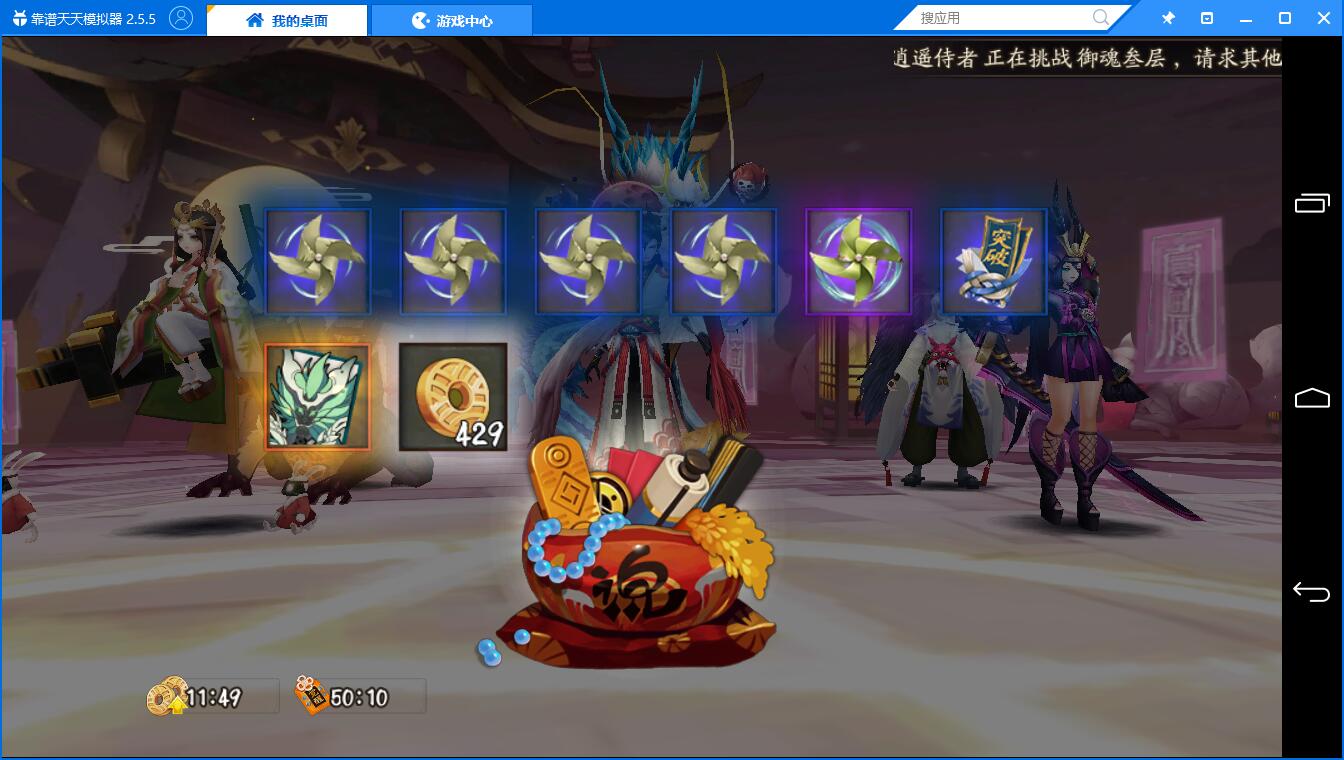 靠谱天天模拟器 2.5.5
我的桌面
游戏中心
搜应用
逍遥侍者 正在挑战 御魂叁层 ，请求其他
突破
429
11:49
50:10